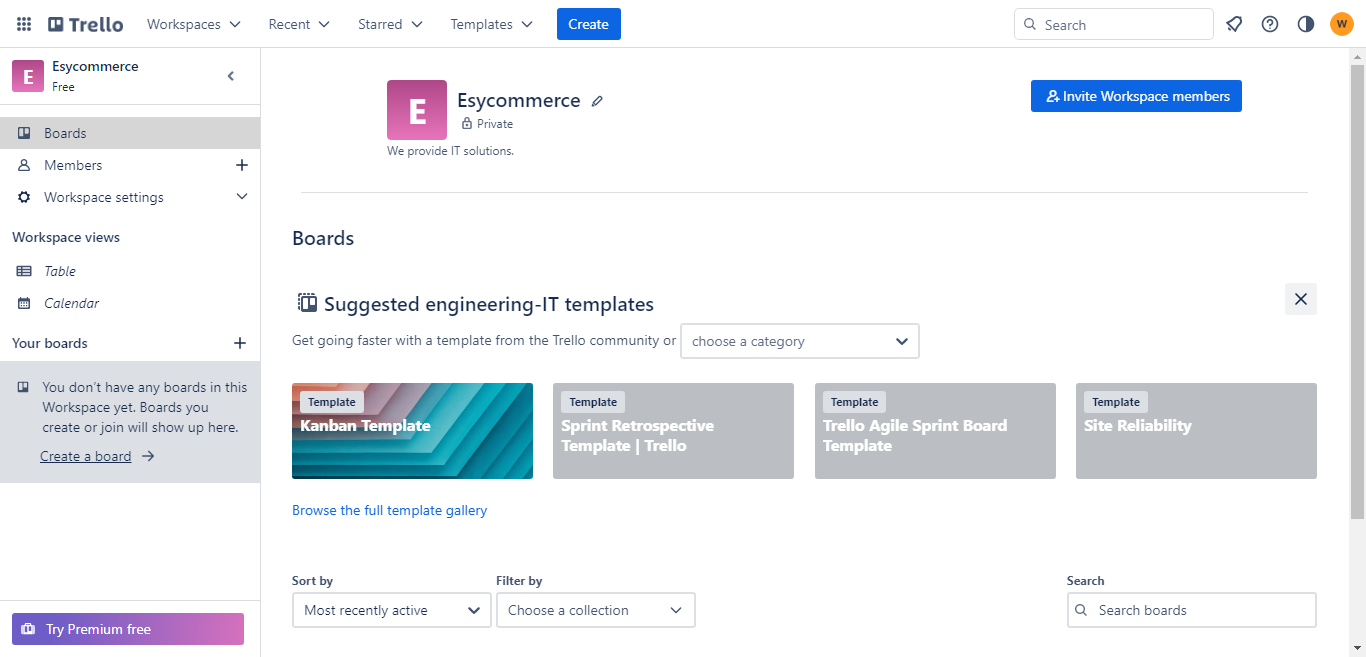 Trello
Workspaces
Recent
Starred
Templates
Create
Search
W
E
Esycommerce
Free
Boards
Members
Workspace settings
Workspace views
Table
Calendar
Your boards
You don't have any boards in this
Workspace yet. Boards you
create or join will show up here.
Create a board
Try Premium free
E
Esycommerce
Private
We provide IT solutions.
Invite Workspace members
Boards
Suggested engineering-IT templates
Get going faster with a template from the Trello community or
choose a category
Template
Kanban Template
Template
Sprint Retrospective
Template | Trello
Template
Trello Agile Sprint Board
Template
Template
Site Reliability
Browse the full template gallery
Sort by
Most recently active
Filter by
Choose a collection
Search
Search boards